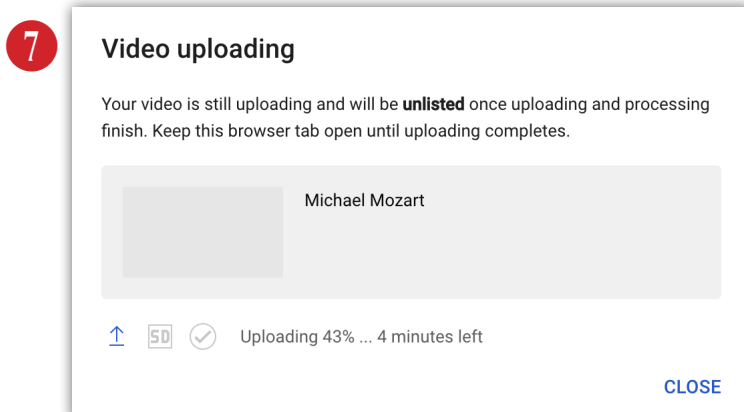 7
Video uploading
Your video is still uploading and will be unlisted once uploading and processing
finish. Keep this browser tab open until uploading completes.
Michael Mozart
SD
Uploading 43% ... 4 minutes left
CLOSE